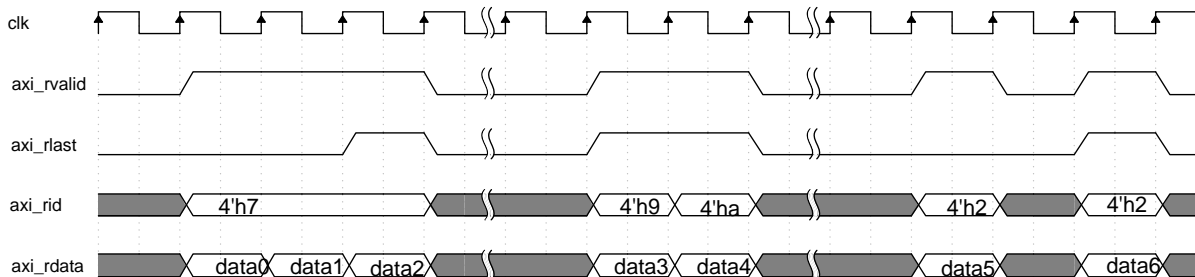 clk
axi_rvalid
axi_rlast
axi_rid 4'h7 4'h9 4'ha 4'h2 4'h2
axi_rdata data0 data1 data2 data3 data4 data5 data6